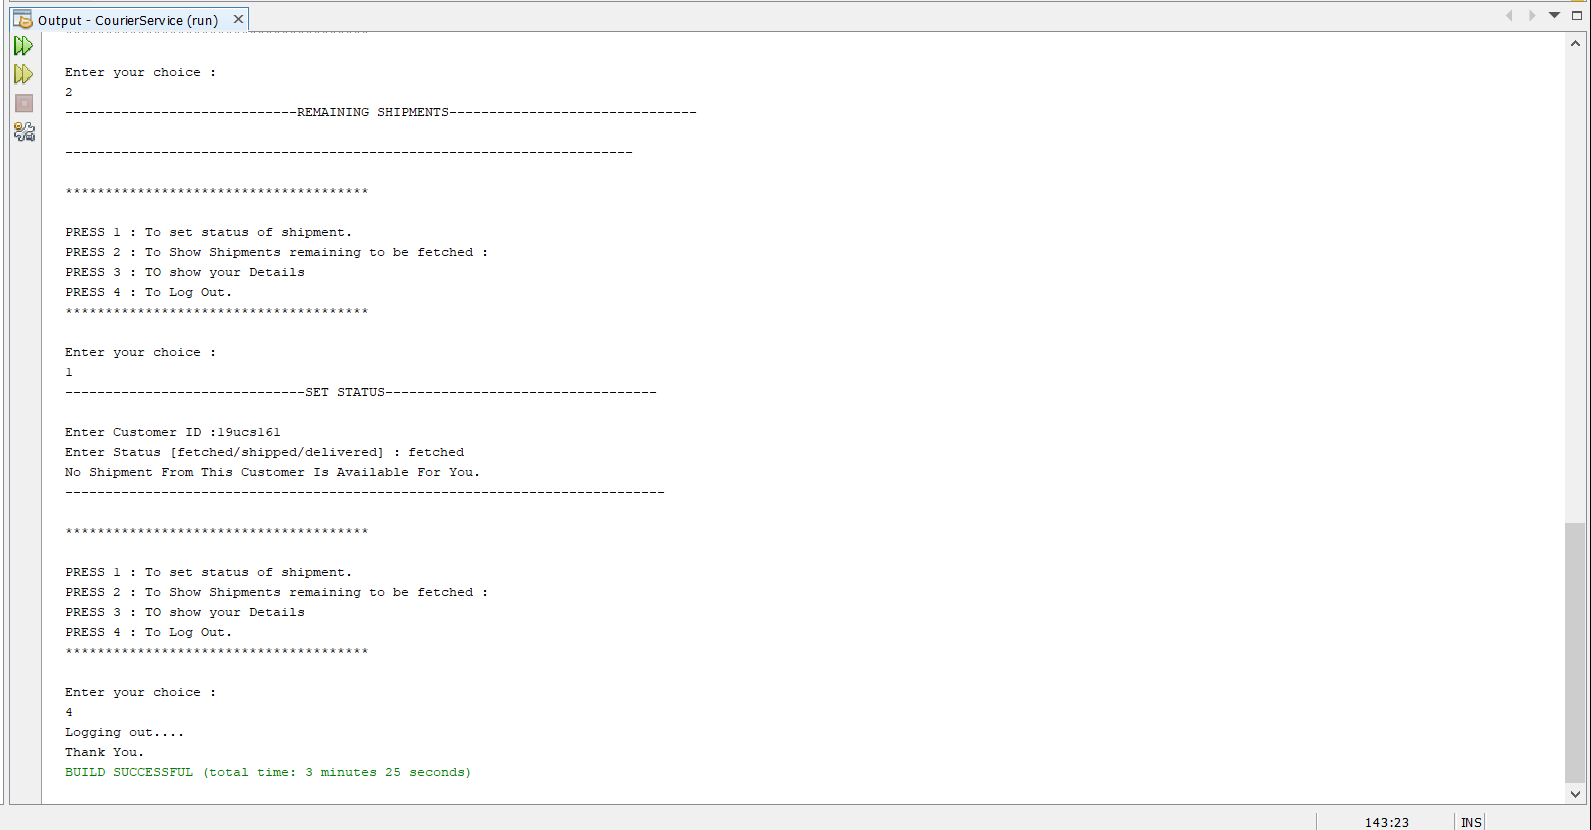 Output - CourierService (run)
***************************************
Enter your choice :
2
-----------------------------REMAINING SHIPMENTS-------------------------------
-----------------------------------------------------------------------
**************************************
PRESS 1 : To set status of shipment.
PRESS 2 : To Show Shipments remaining to be fetched :
PRESS 3 : TO show your Details
PRESS 4 : To Log Out.
**************************************
Enter your choice :
1
------------------------------SET STATUS----------------------------------
Enter Customer ID :19ucs161
Enter Status [fetched/shipped/delivered] : fetched
No Shipment From This Customer Is Available For You.
---------------------------------------------------------------------------
**************************************
PRESS 1 : To set status of shipment.
PRESS 2 : To Show Shipments remaining to be fetched :
PRESS 3 : TO show your Details
PRESS 4 : To Log Out.
**************************************
Enter your choice :
4
Logging out....
Thank You.
BUILD SUCCESSFUL (total time: 3 minutes 25 seconds)
143:23 INS